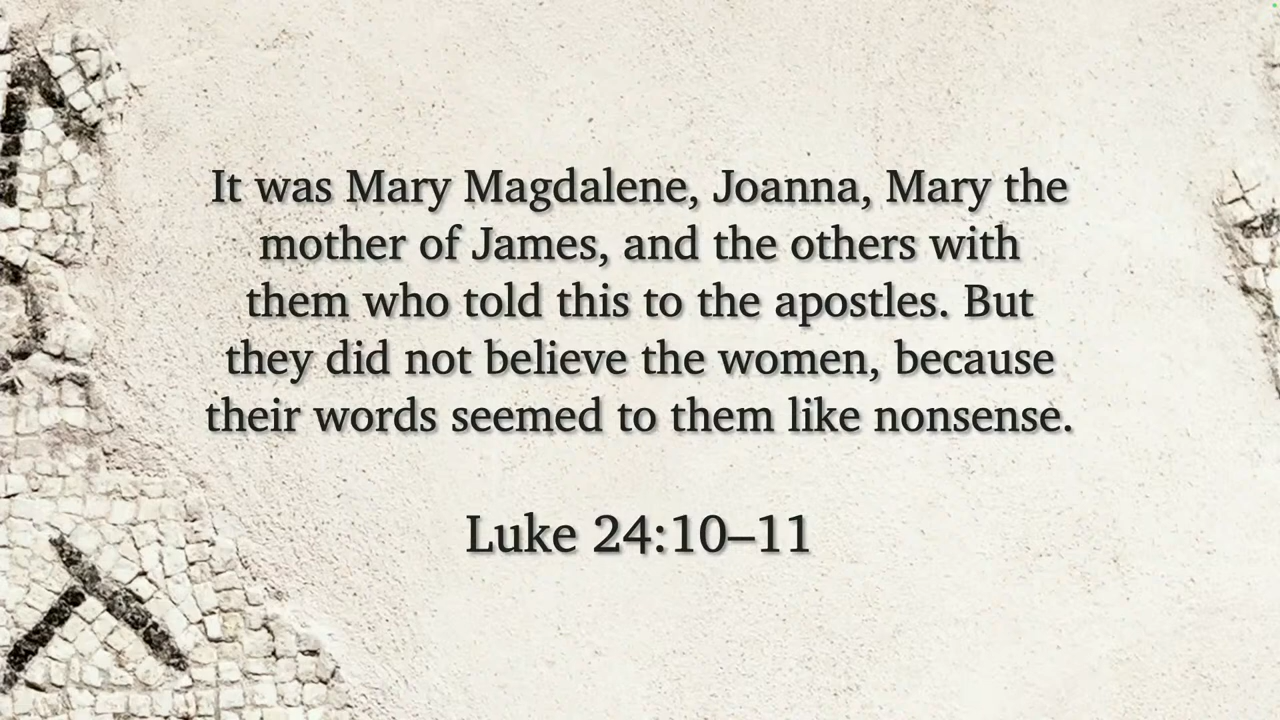 It was Mary Magdalene, Joanna, Mary the
mother of James, and the others with
them who told this to the apostles. But
they did not believe the women, because
their words seemed to them like nonsense.
Luke 24:10–11